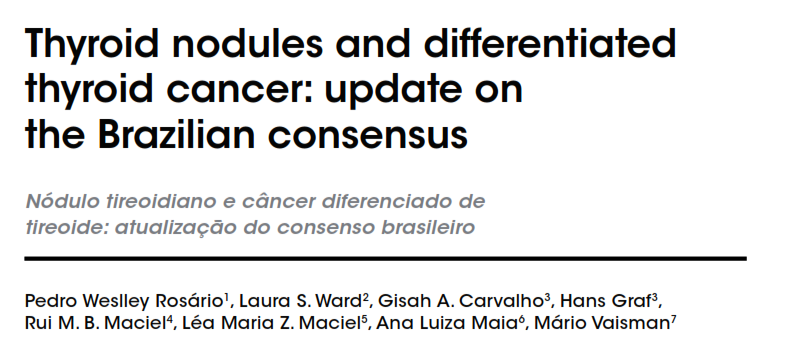 Thyroid nodules and differentiated
thyroid cancer: update on
the Brazilian consensus
Nódulo tireoidiano e câncer diferenciado de
tireoide: atualização do consenso brasileiro
Pedro Weslley Rosário¹, Laura S. Ward², Gisah A. Carvalho³, Hans Graf³,
Rui M. B. Maciel⁴, Léa Maria Z. Maciel⁵, Ana Luiza Maia⁶, Mário Vaisman⁷